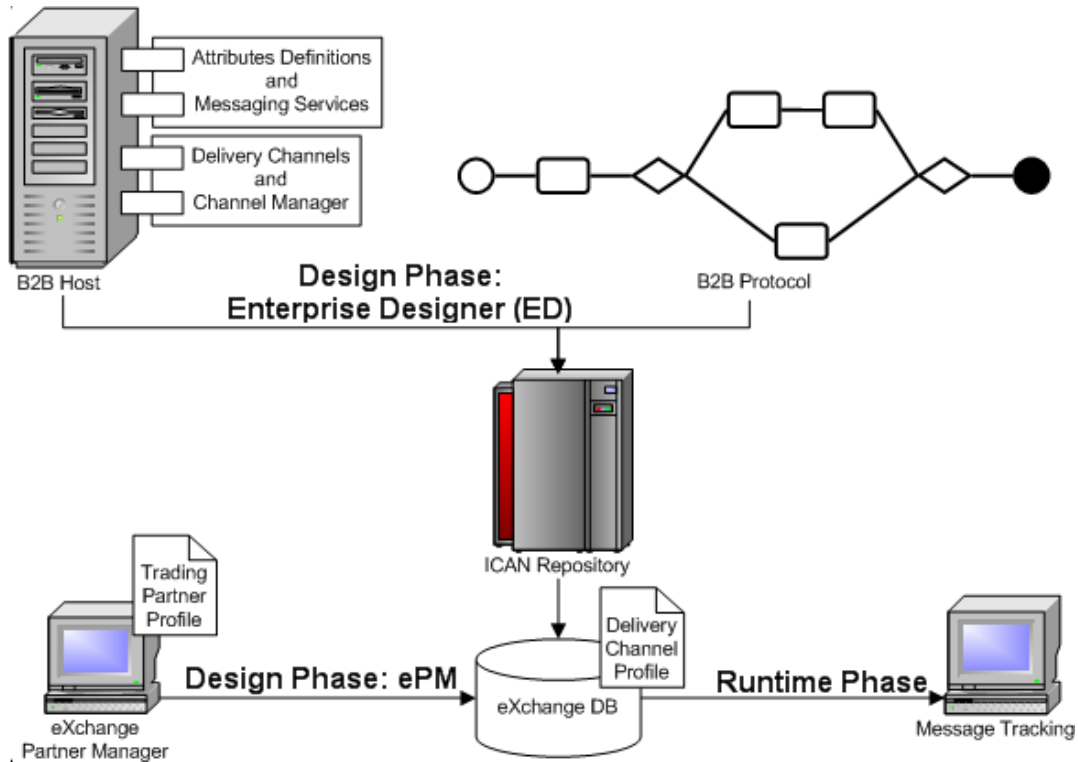 Attributes Definitions
and
Messaging Services
Delivery Channels
and
Channel Manager
B2B Host
B2B Protocol
Design Phase:
Enterprise Designer (ED)
ICAN Repository
Trading
Partner
Profile
Delivery
Channel
Profile
Design Phase: ePM
eXchange DB
Runtime Phase
eXchange
Partner Manager
Message Tracking